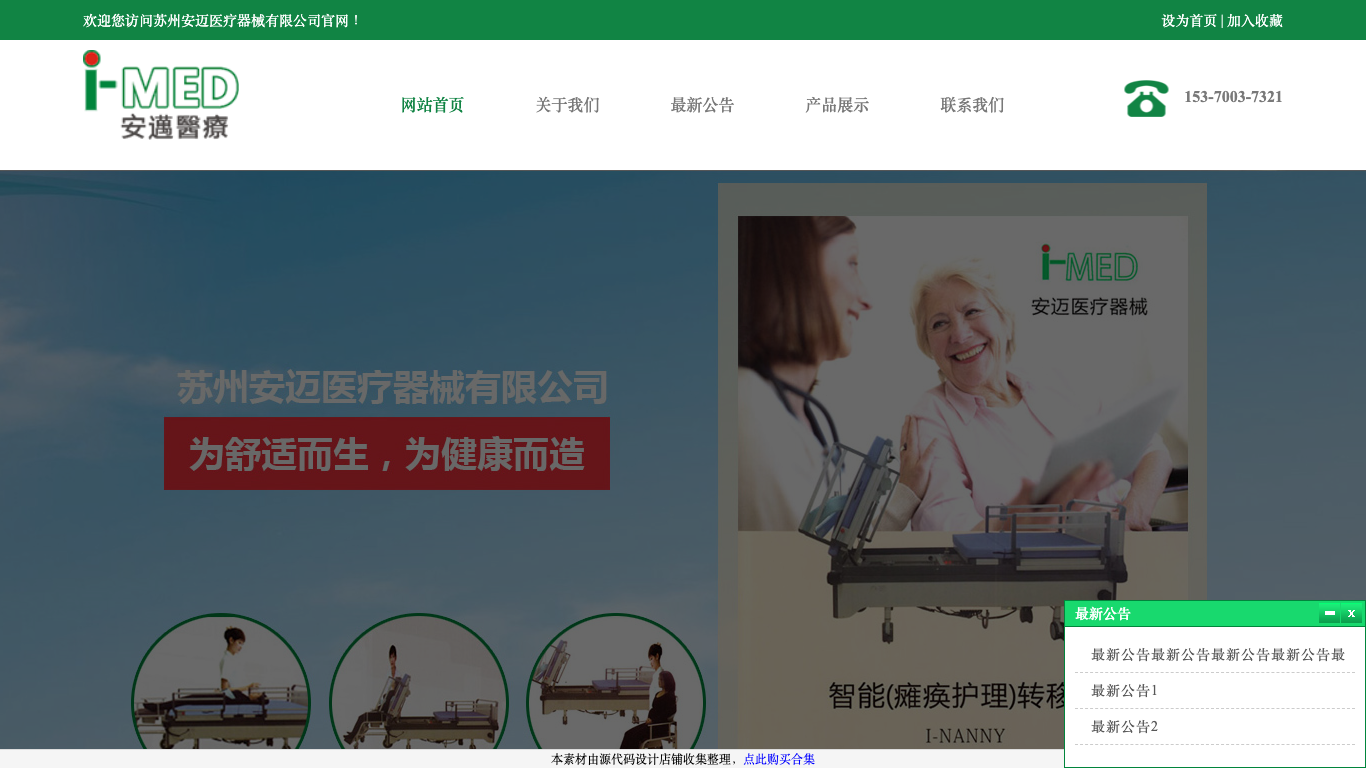 欢迎您访问苏州安迈医疗器械有限公司官网！
设为首页 | 加入收藏
i-MED
安邁醫療
网站首页
关于我们
最新公告
产品展示
联系我们
153-7003-7321
i-MED
安迈医疗器械
苏州安迈医疗器械有限公司
为舒适而生，为健康而造
智能(瘫痪护理)转移
I-NANNY
最新公告
x
最新公告最新公告最新公告最新公告最
最新公告1
最新公告2
本素材由源代码设计店铺收集整理，点此购买合集